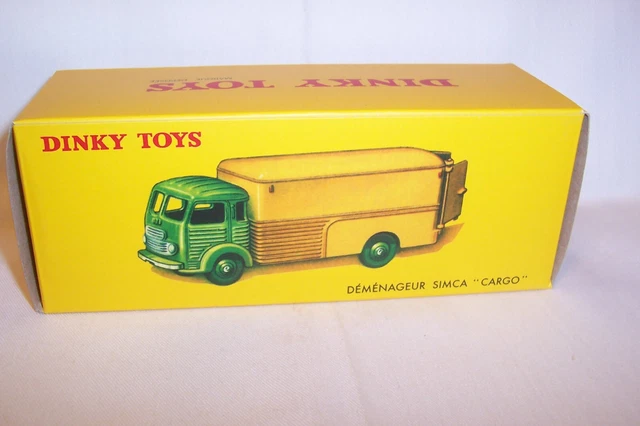 DINKY TOYS
DINKY TOYS
DÉMÉNAGEUR SIMCA "CARGO"